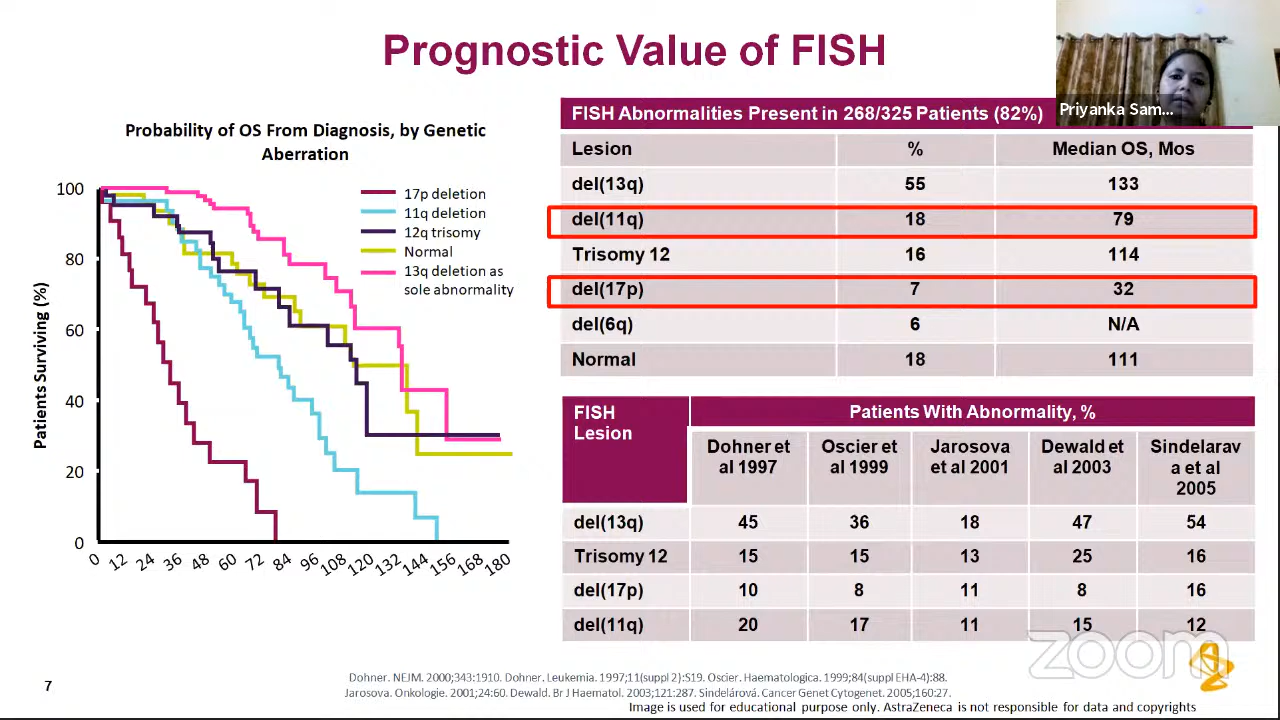 Prognostic Value of FISH
Priyanka Sam...
Probability of OS From Diagnosis, by Genetic
Aberration
Patients Surviving (%)
100
80
60
40
20
0
0 12 24 36 48 60 72 84 96 108 120 132 144 156 168 180
17p deletion
11q deletion
12q trisomy
Normal
13q deletion as
sole abnormality
FISH Abnormalities Present in 268/325 Patients (82%)
Lesion % Median OS, Mos
del(13q) 55 133
del(11q) 18 79
Trisomy 12 16 114
del(17p) 7 32
del(6q) 6 N/A
Normal 18 111
FISH
Lesion
Patients With Abnormality, %
Dohner et Oscier et Jarosova Dewald et Sindelarav
al 1997 al 1999 et al 2001 al 2003 a et al
2005
del(13q) 45 36 18 47 54
Trisomy 12 15 15 13 25 16
del(17p) 10 8 11 8 16
del(11q) 20 17 11 15 12
zoom
Dohner. NEJM. 2000;343:1910. Dohner. Leukemia. 1997;11(suppl 2):S19. Oscier. Haematologica. 1999;84(suppl EHA-4):88.
Jarosova. Onkologie. 2001;24:60. Dewald. Br J Haematol. 2003;121:287. Sindelárová. Cancer Genet Cytogenet. 2005;160:27.
7
Image is used for educational purpose only. AstraZeneca is not responsible for data and copyrights